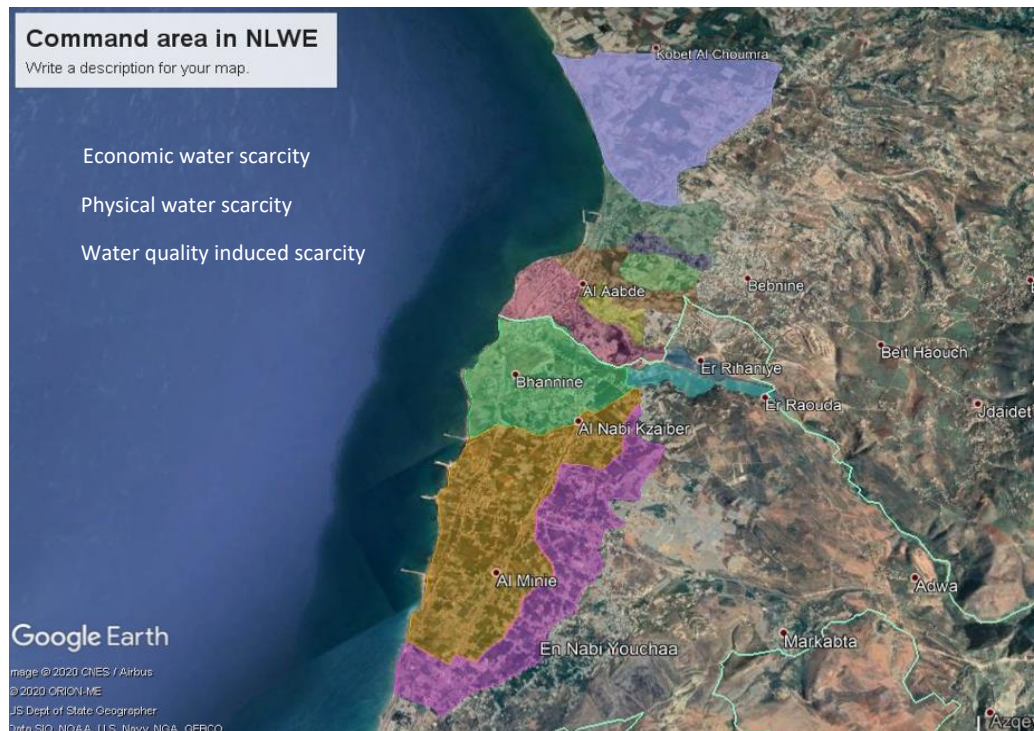 Command area in NLWE
Write a description for your map.
Kobet Al Choumra
Economic water scarcity
Physical water scarcity
Water quality induced scarcity
Al Aabde
Bebnine
Beit Haouch
Er Rihaniye
Bhannine
Er Raouda
Jdaidet
Al Nabi Kzaiber
Al Minie
Adwa
Google Earth
En Nabi Youchaa
Markabta
mage © 2020 CNES / Airbus
© 2020 ORION-ME
US Dept of State Geographer
Data SIO, NOAA, U.S. Navy, NGA, GEBCO